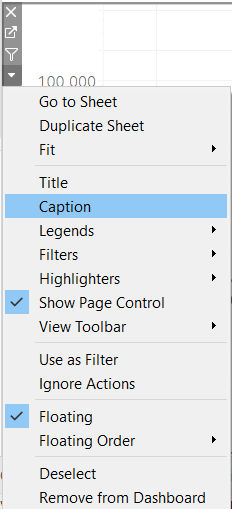 100,000
Go to Sheet
Duplicate Sheet
Fit
Title
Caption
Legends
Filters
Highlighters
Show Page Control
View Toolbar
Use as Filter
Ignore Actions
Floating
Floating Order
Deselect
Remove from Dashboard